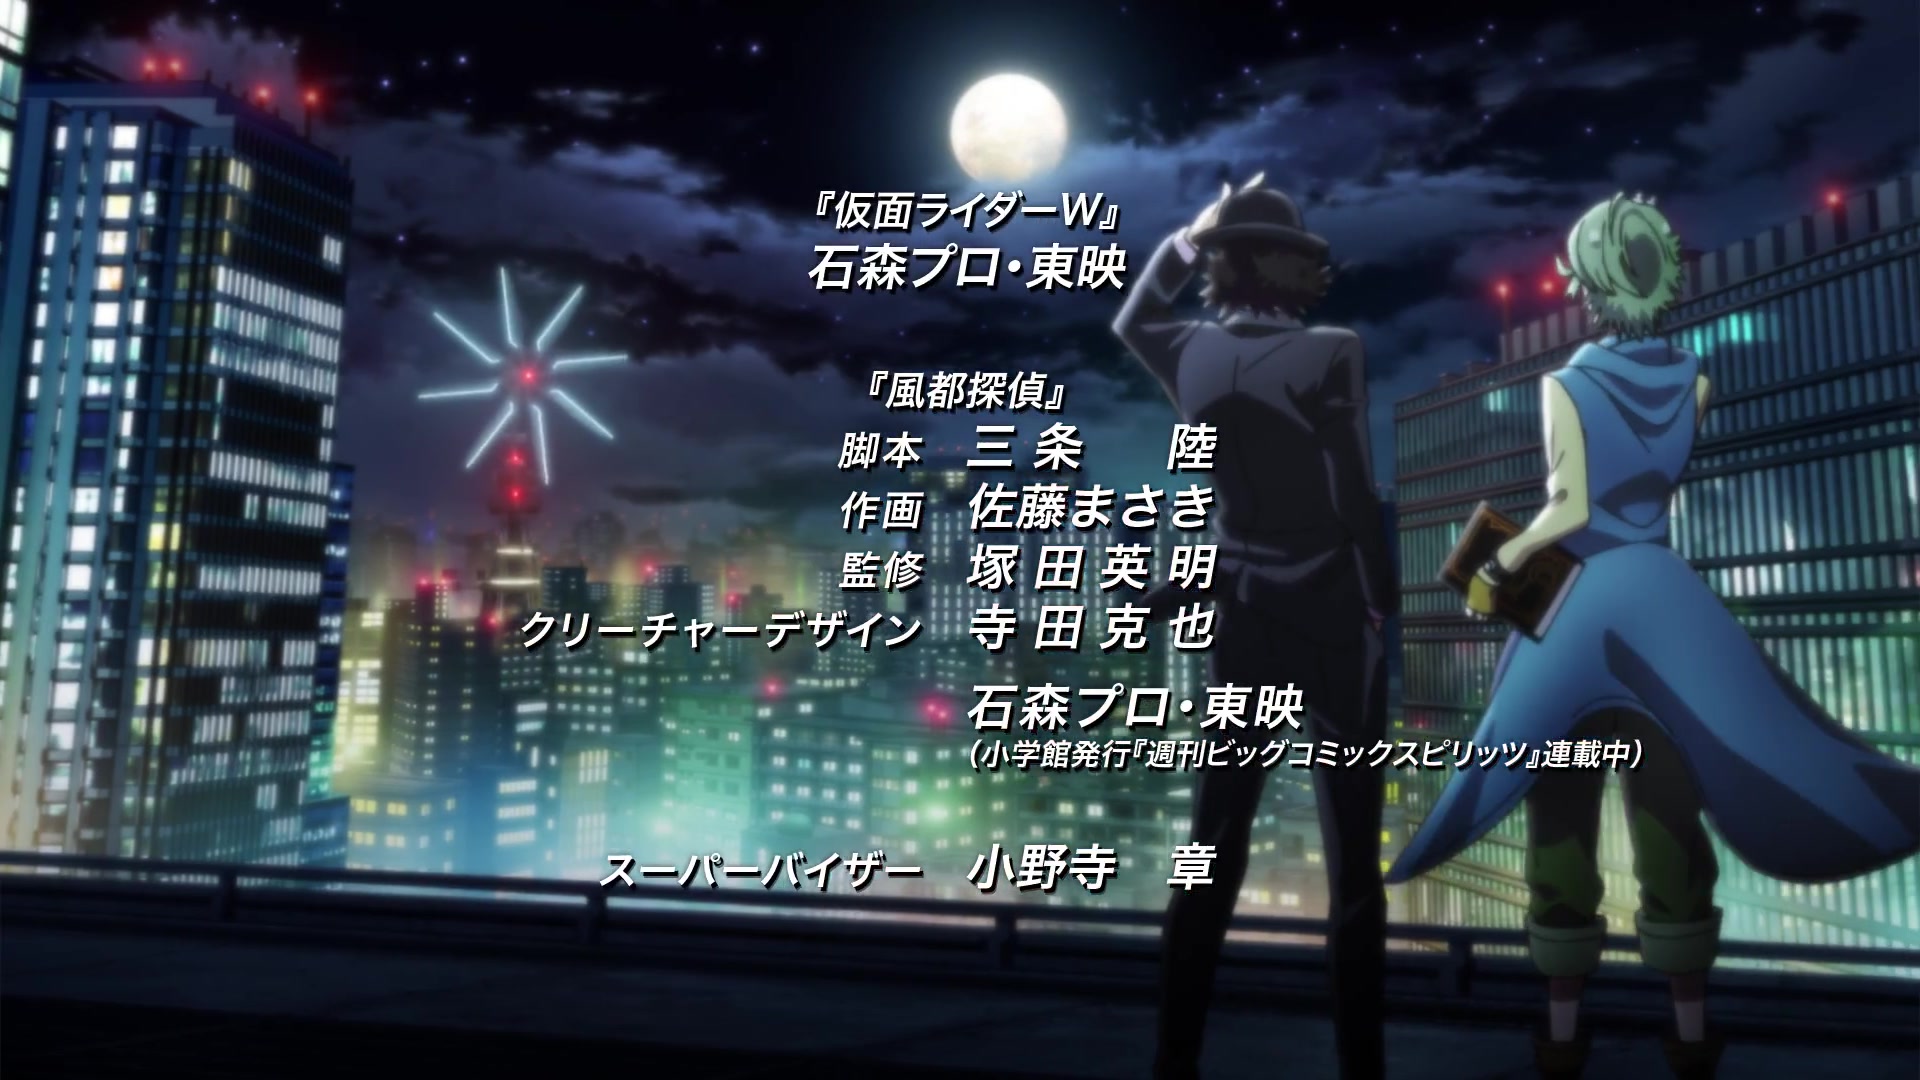 『仮面ライダーW』
石森プロ・東映
『風都探偵』
脚本 三条 陸
作画 佐藤まさき
監修 塚田英明
クリーチャーデザイン 寺田克也
石森プロ・東映
(小学館発行『週刊ビッグコミックスピリッツ』連載中)
スーパーバイザー 小野寺 章